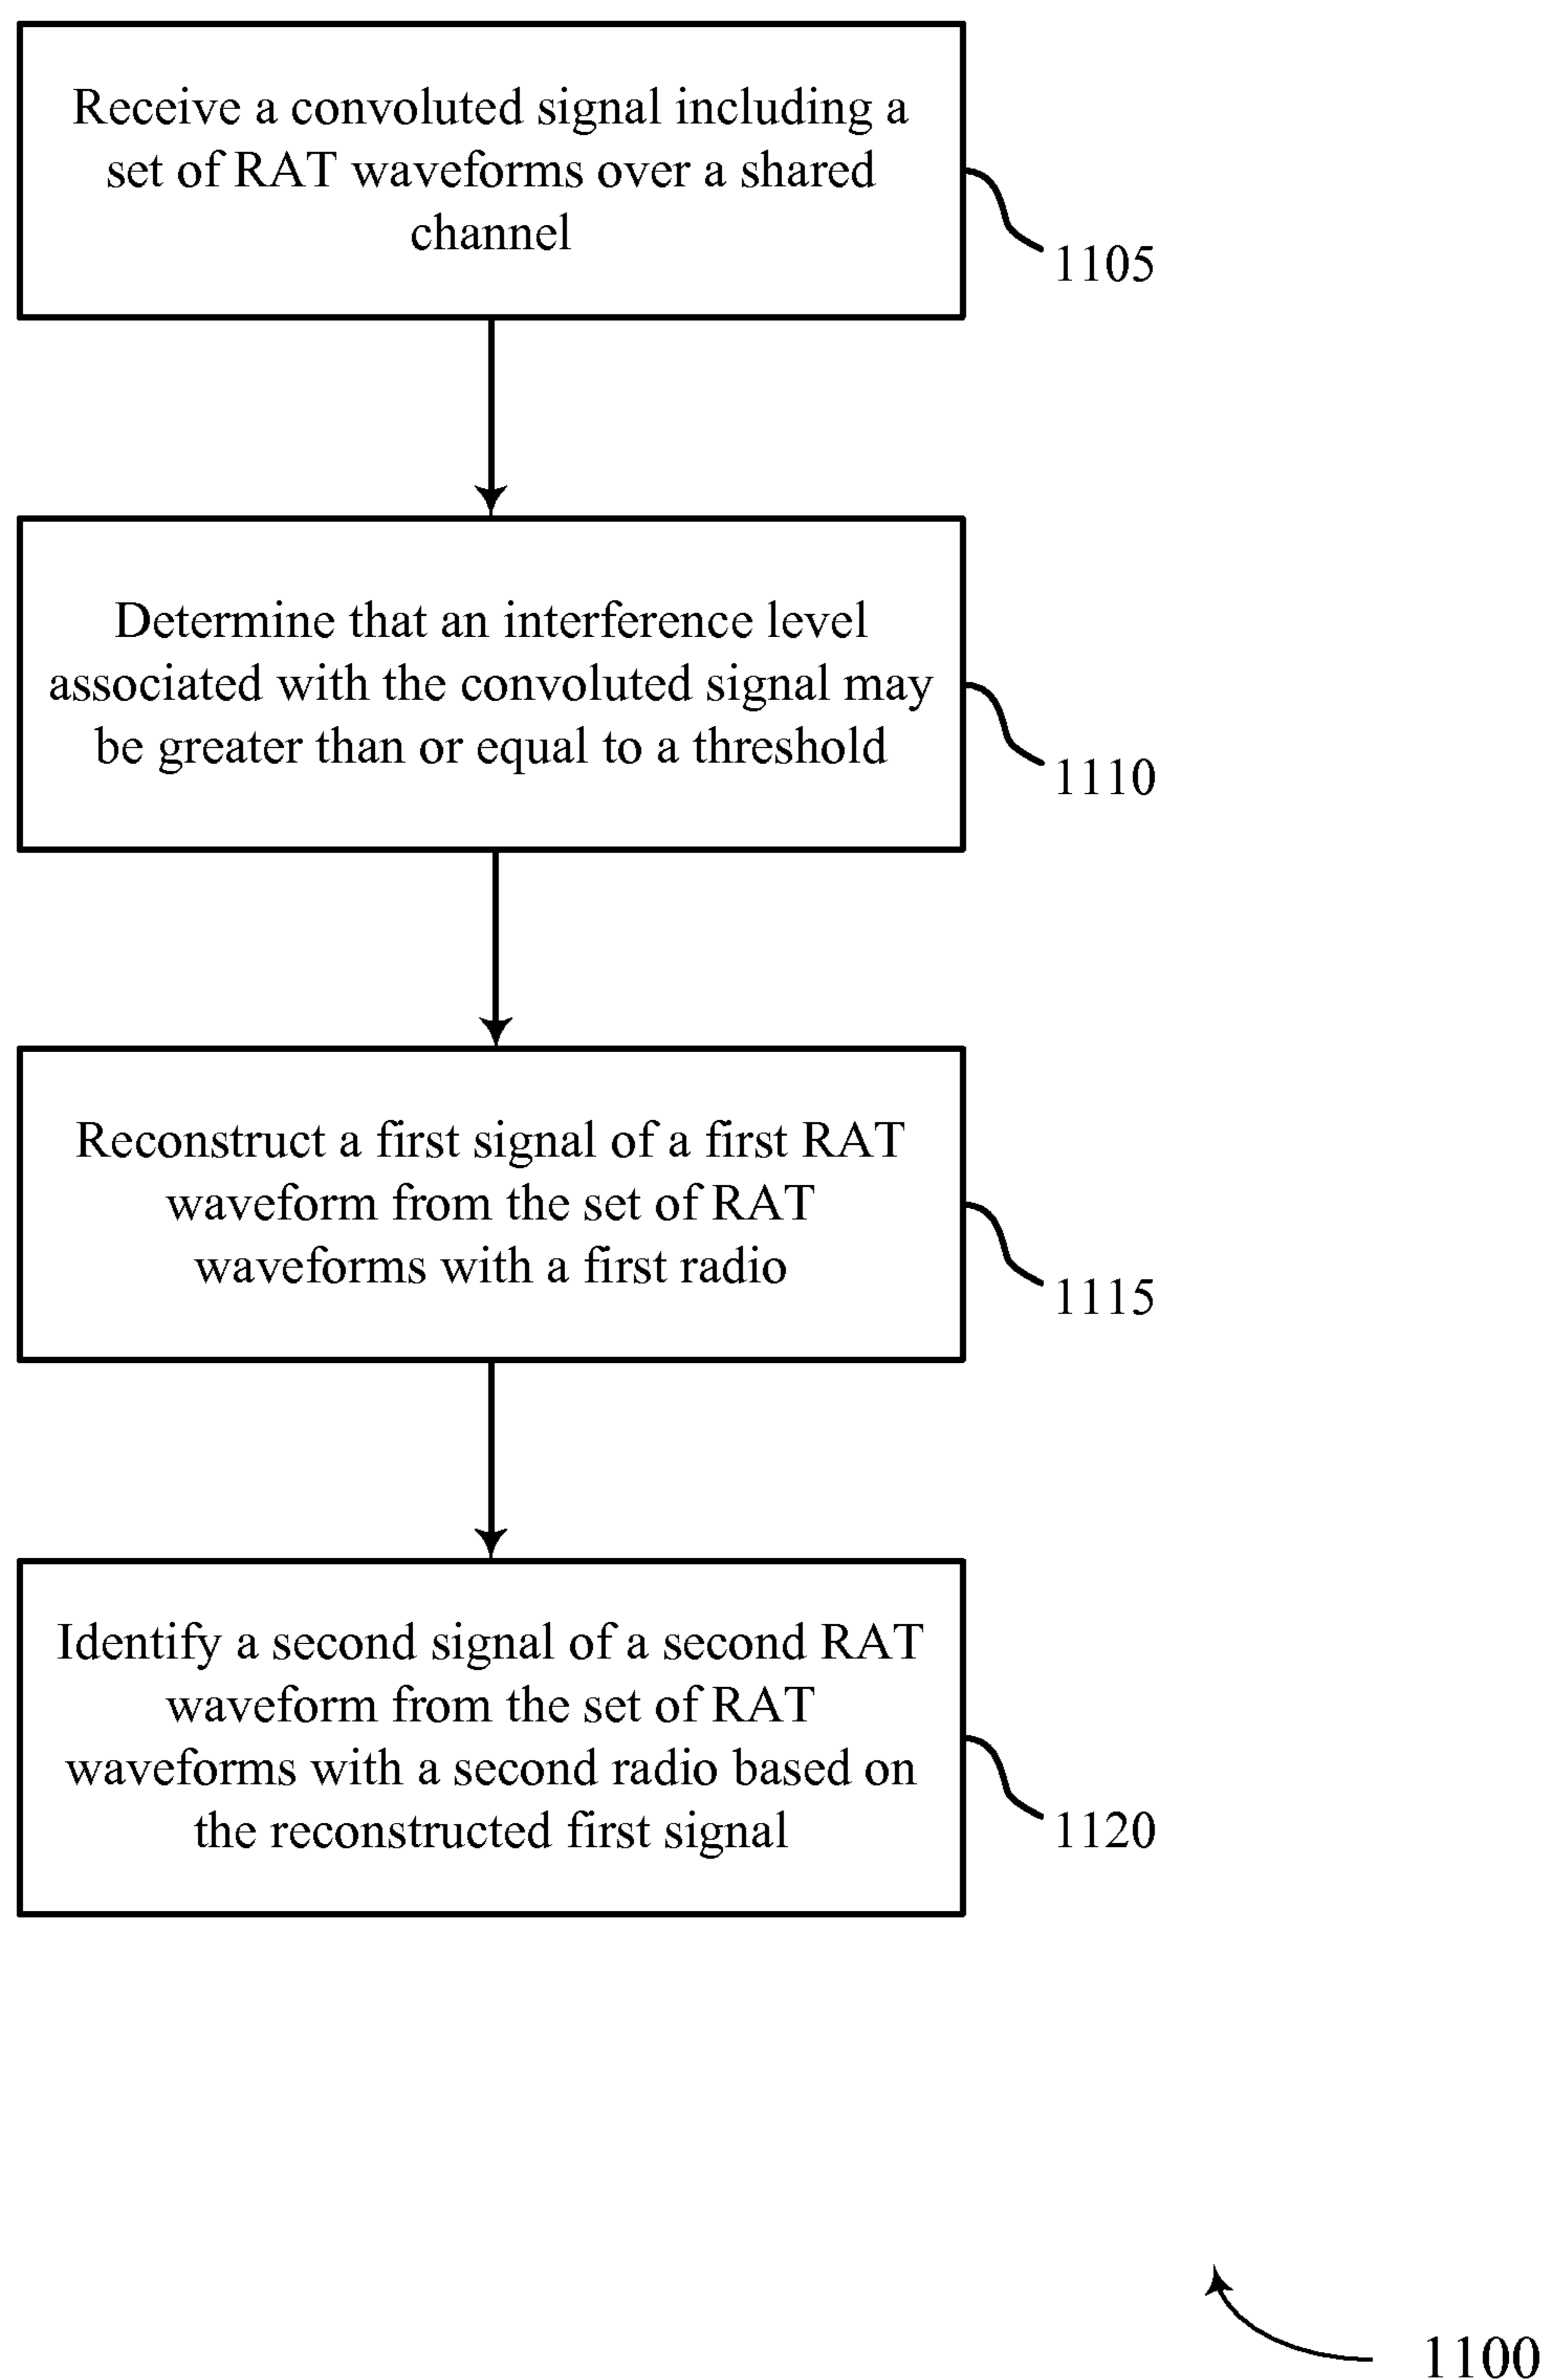 Receive a convoluted signal including a
set of RAT waveforms over a shared
channel
1105
Determine that an interference level
associated with the convoluted signal may
be greater than or equal to a threshold
1110
Reconstruct a first signal of a first RAT
waveform from the set of RAT
waveforms with a first radio
1115
Identify a second signal of a second RAT
waveform from the set of RAT
waveforms with a second radio based on
the reconstructed first signal
1120
1100